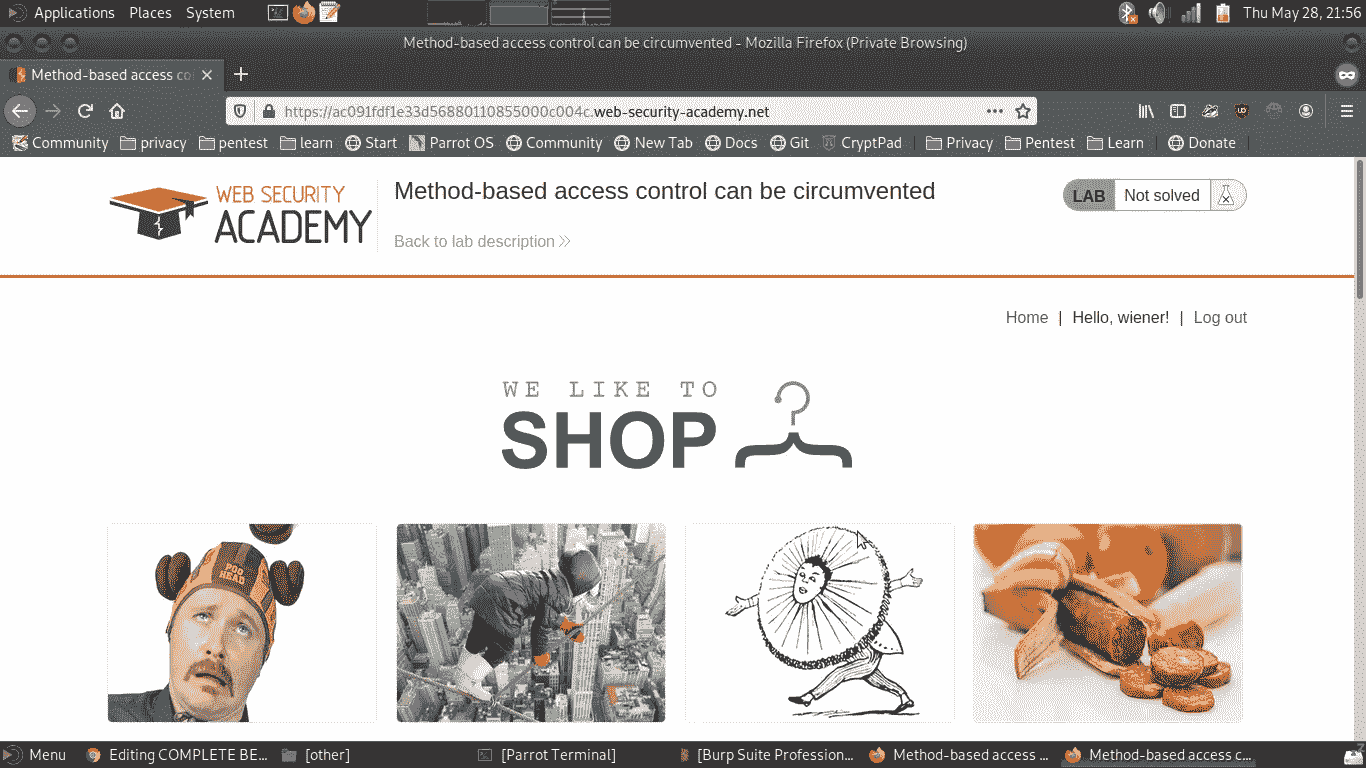 Applications Places System Thu May 28, 21:56
Method-based access control can be circumvented - Mozilla Firefox (Private Browsing)
Method-based access co
https://ac091fdf1e33d56880110855000c004c.web-security-academy.net
Community privacy pentest learn Start Parrot OS Community New Tab Docs Git CryptPad Privacy Pentest Learn Donate
WEB SECURITY
ACADEMY
Method-based access control can be circumvented
LAB Not solved
Back to lab description
Home | Hello, wiener! | Log out
WE LIKE TO
SHOP
POO
HEAD
Menu Editing COMPLETE BE... [other] [Parrot Terminal] [Burp Suite Profession... Method-based access ... Method-based access c...